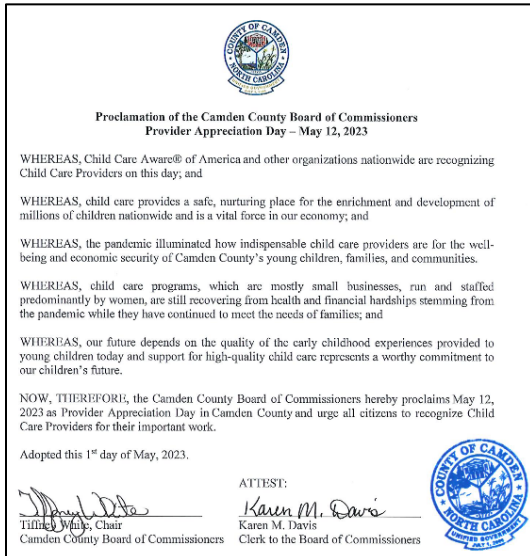 COUNTY OF CAMDEN
NORTH CAROLINA
Proclamation of the Camden County Board of Commissioners
Provider Appreciation Day – May 12, 2023
WHEREAS, Child Care Aware® of America and other organizations nationwide are recognizing
Child Care Providers on this day; and
WHEREAS, child care provides a safe, nurturing place for the enrichment and development of
millions of children nationwide and is a vital force in our economy; and
WHEREAS, the pandemic illuminated how indispensable child care providers are for the well-
being and economic security of Camden County's young children, families, and communities.
WHEREAS, child care programs, which are mostly small businesses, run and staffed
predominantly by women, are still recovering from health and financial hardships stemming from
the pandemic while they have continued to meet the needs of families; and
WHEREAS, our future depends on the quality of the early childhood experiences provided to
young children today and support for high-quality child care represents a worthy commitment to
our children's future.
NOW, THEREFORE, the Camden County Board of Commissioners hereby proclaims May 12,
2023 as Provider Appreciation Day in Camden County and urge all citizens to recognize Child
Care Providers for their important work.
Adopted this 1st day of May, 2023.
ATTEST:
Tiffney White
Karen M. Davis
Tiffney White, Chair
Karen M. Davis
Camden County Board of Commissioners
Clerk to the Board of Commissioners
COUNTY OF CAMDEN
NORTH CAROLINA
UNIFIED GOVERNMENT